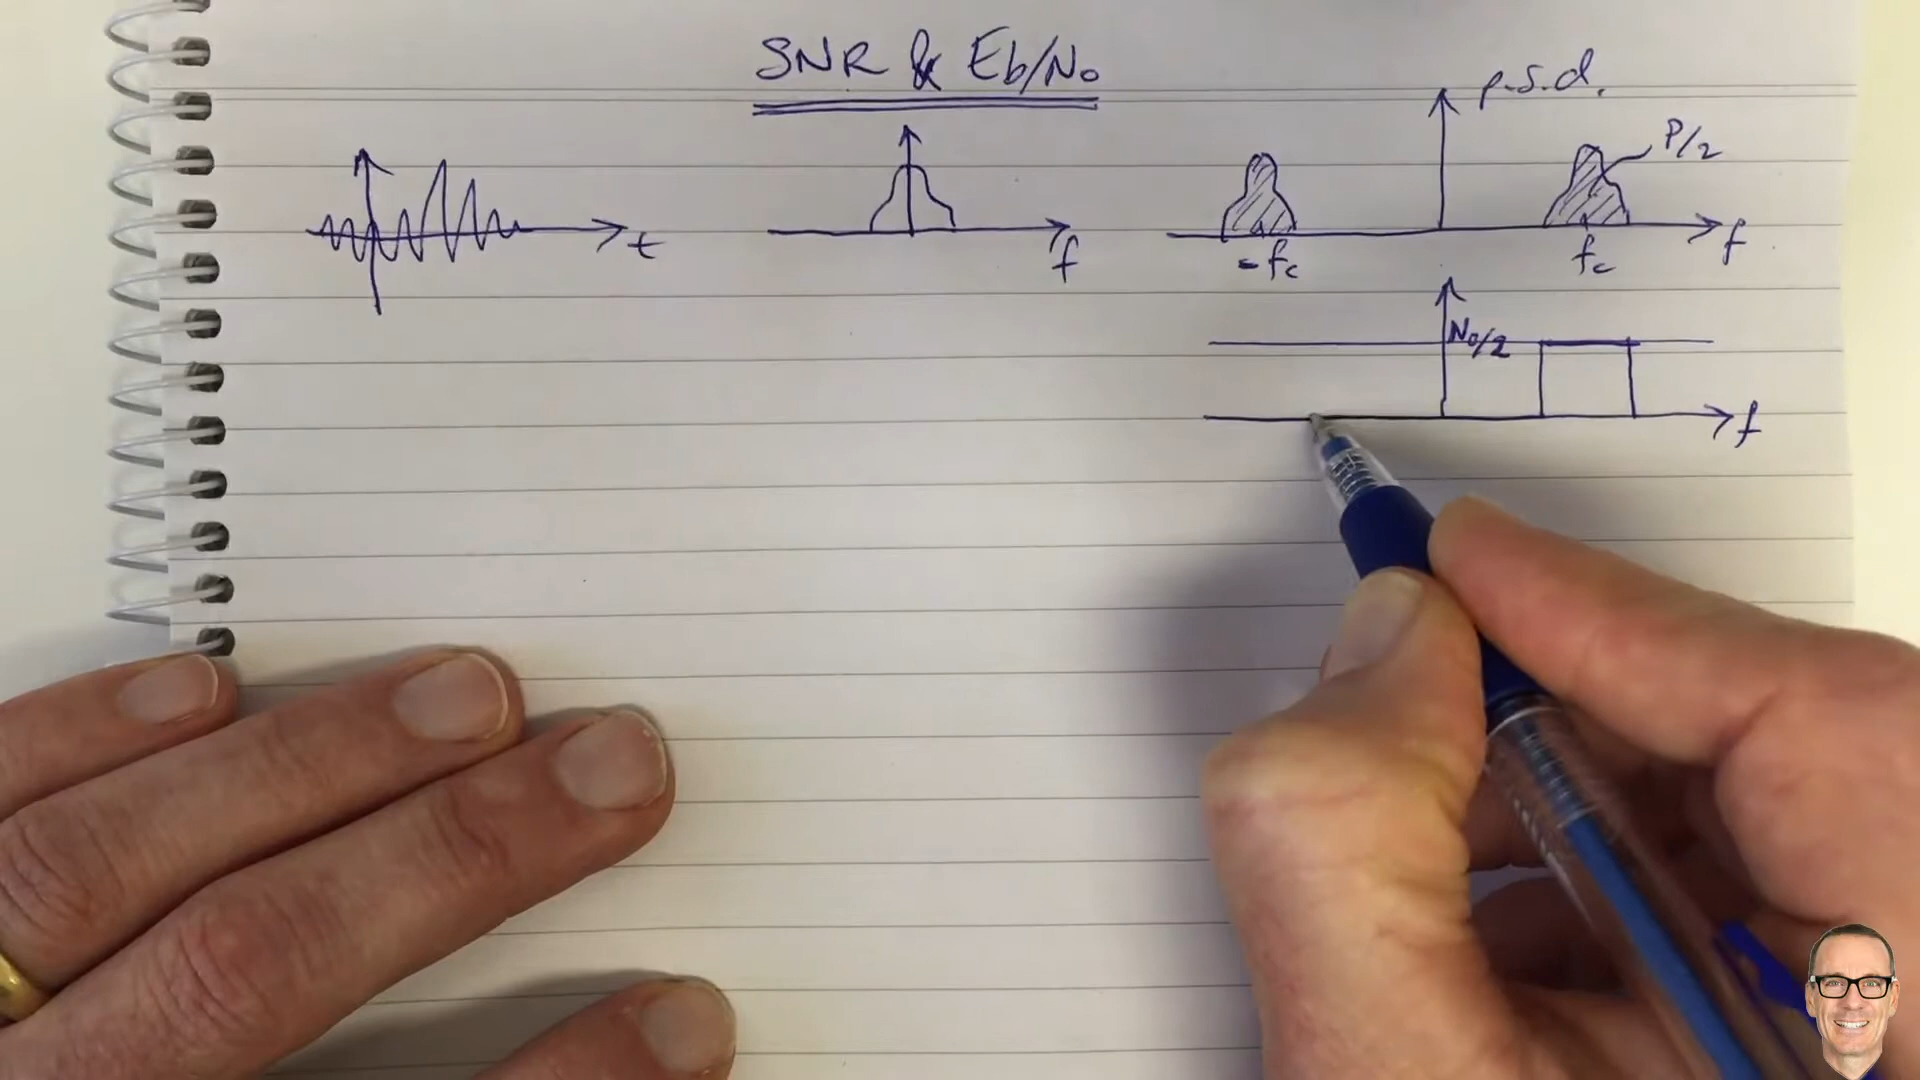 SNR & Eb/No
p.s.d.
P/2
t
f
-fc
fc
f
No/2
f